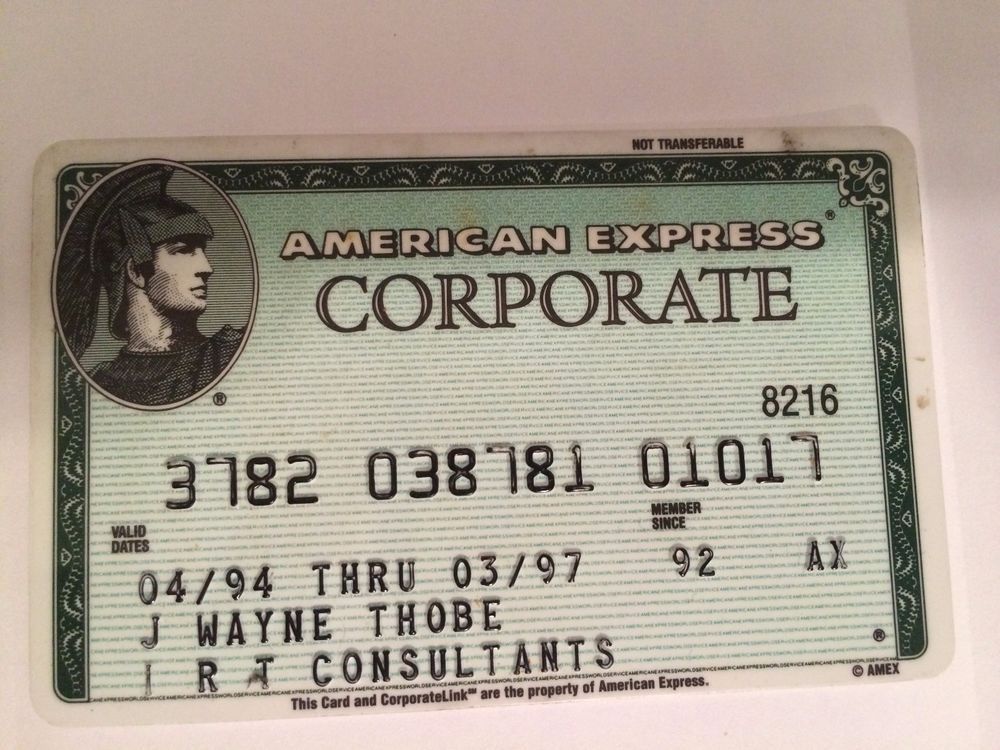 NOT TRANSFERABLE
AMERICAN EXPRESS®
CORPORATE
®
8216
3782 038781 01017
VALID DATES
MEMBER SINCE
04/94 THRU 03/97 92 AX
J WAYNE THOBE
I R T CONSULTANTS
®
© AMEX
This Card and CorporateLink℠ are the property of American Express.